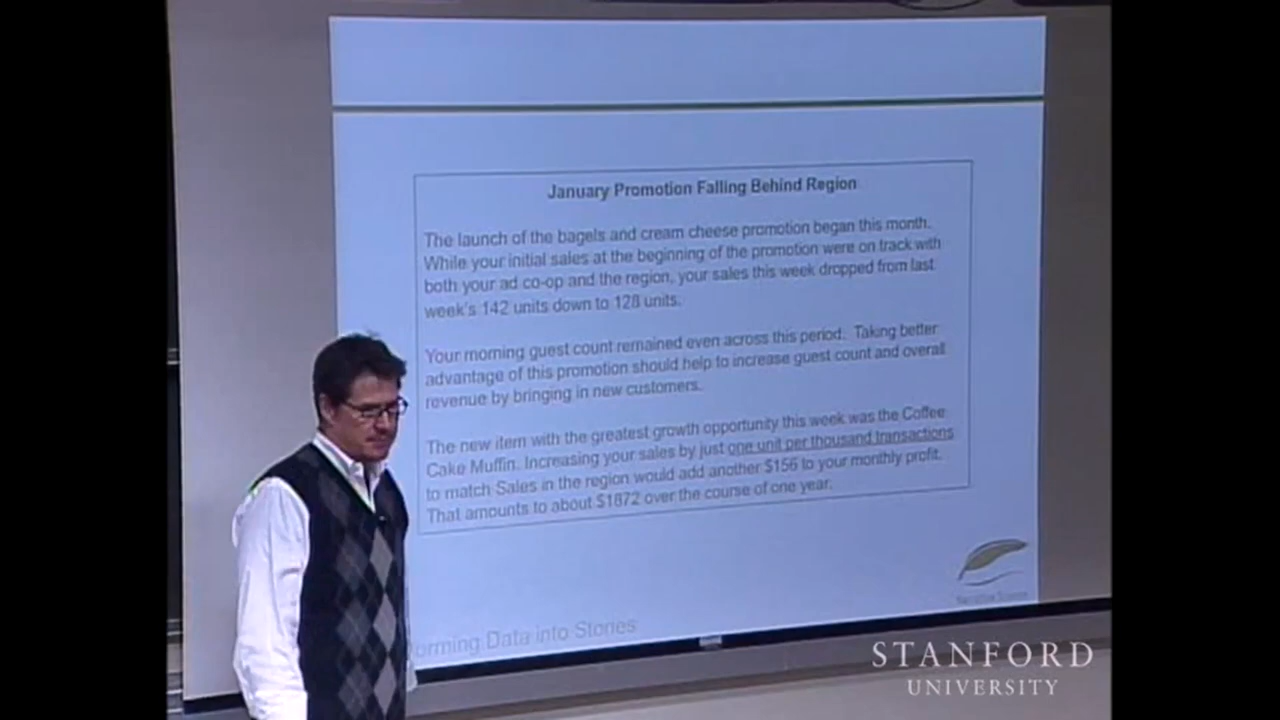 January Promotion Falling Behind Region
The launch of the bagels and cream cheese promotion began this month.
While your initial sales at the beginning of the promotion were on track with
both your ad co-op and the region, your sales this week dropped from last
week's 142 units down to 128 units.
Your morning guest count remained even across this period. Taking better
advantage of this promotion should help to increase guest count and overall
revenue by bringing in new customers.
The new item with the greatest growth opportunity this week was the Coffee
Cake Muffin. Increasing your sales by just one unit per thousand transactions
to match Sales in the region would add another $156 to your monthly profit.
That amounts to about $1872 over the course of one year.
Narrative Science
orming Data into Stories
STANFORD
UNIVERSITY